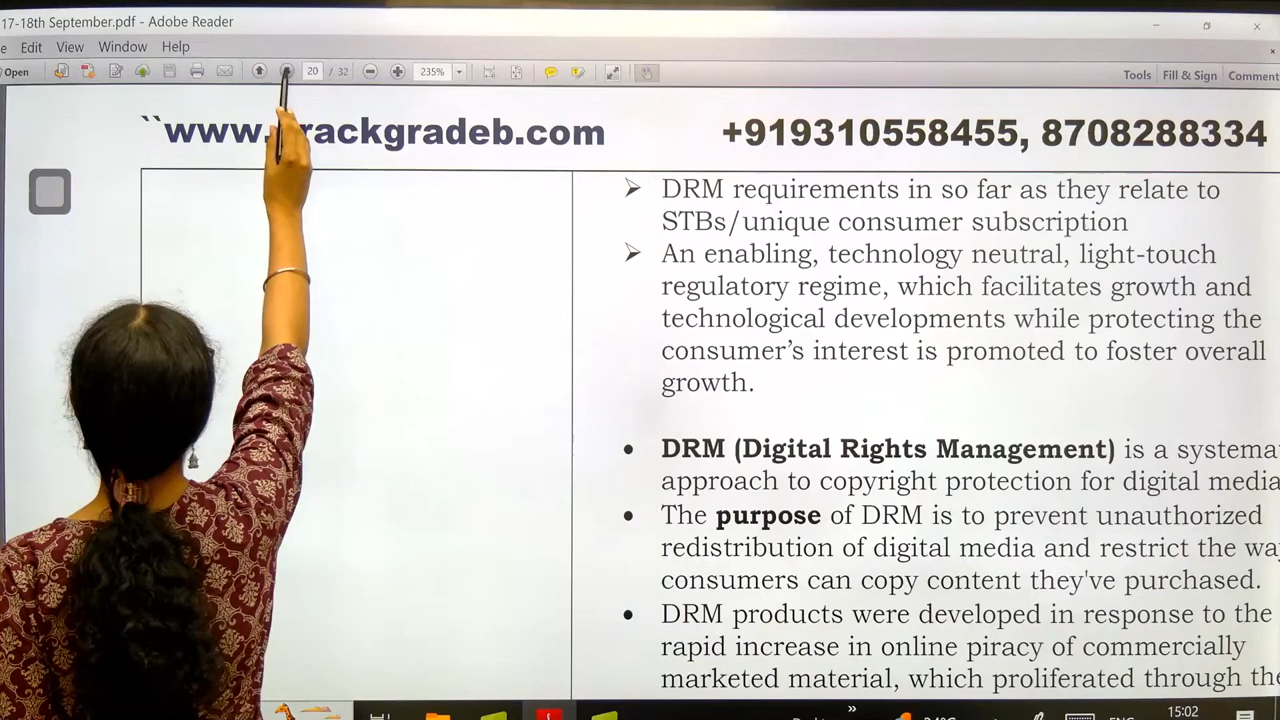 17-18th September.pdf - Adobe Reader
Edit View Window Help
Open 20 / 32 235% Tools Fill & Sign Comment
``www. rackgradeb.com +919310558455, 8708288334
➢ DRM requirements in so far as they relate to
STBs/unique consumer subscription
➢ An enabling, technology neutral, light-touch
regulatory regime, which facilitates growth and
technological developments while protecting the
consumer's interest is promoted to foster overall
growth.
• DRM (Digital Rights Management) is a systema
approach to copyright protection for digital media
• The purpose of DRM is to prevent unauthorized
redistribution of digital media and restrict the wa
consumers can copy content they've purchased.
• DRM products were developed in response to the
rapid increase in online piracy of commercially
marketed material, which proliferated through the
15:02